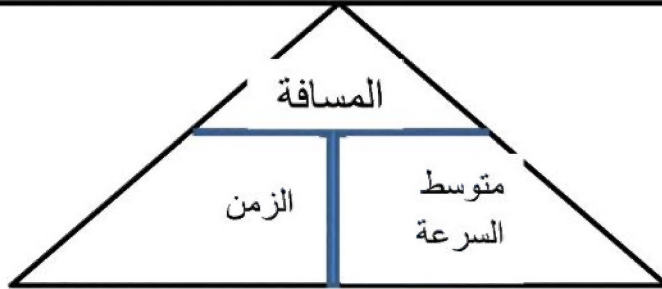 المسافة
متوسط
السرعة
الزمن